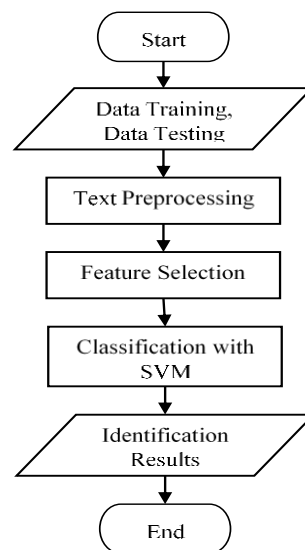 Start
Data Training,
Data Testing
Text Preprocessing
Feature Selection
Classification with
SVM
Identification
Results
End